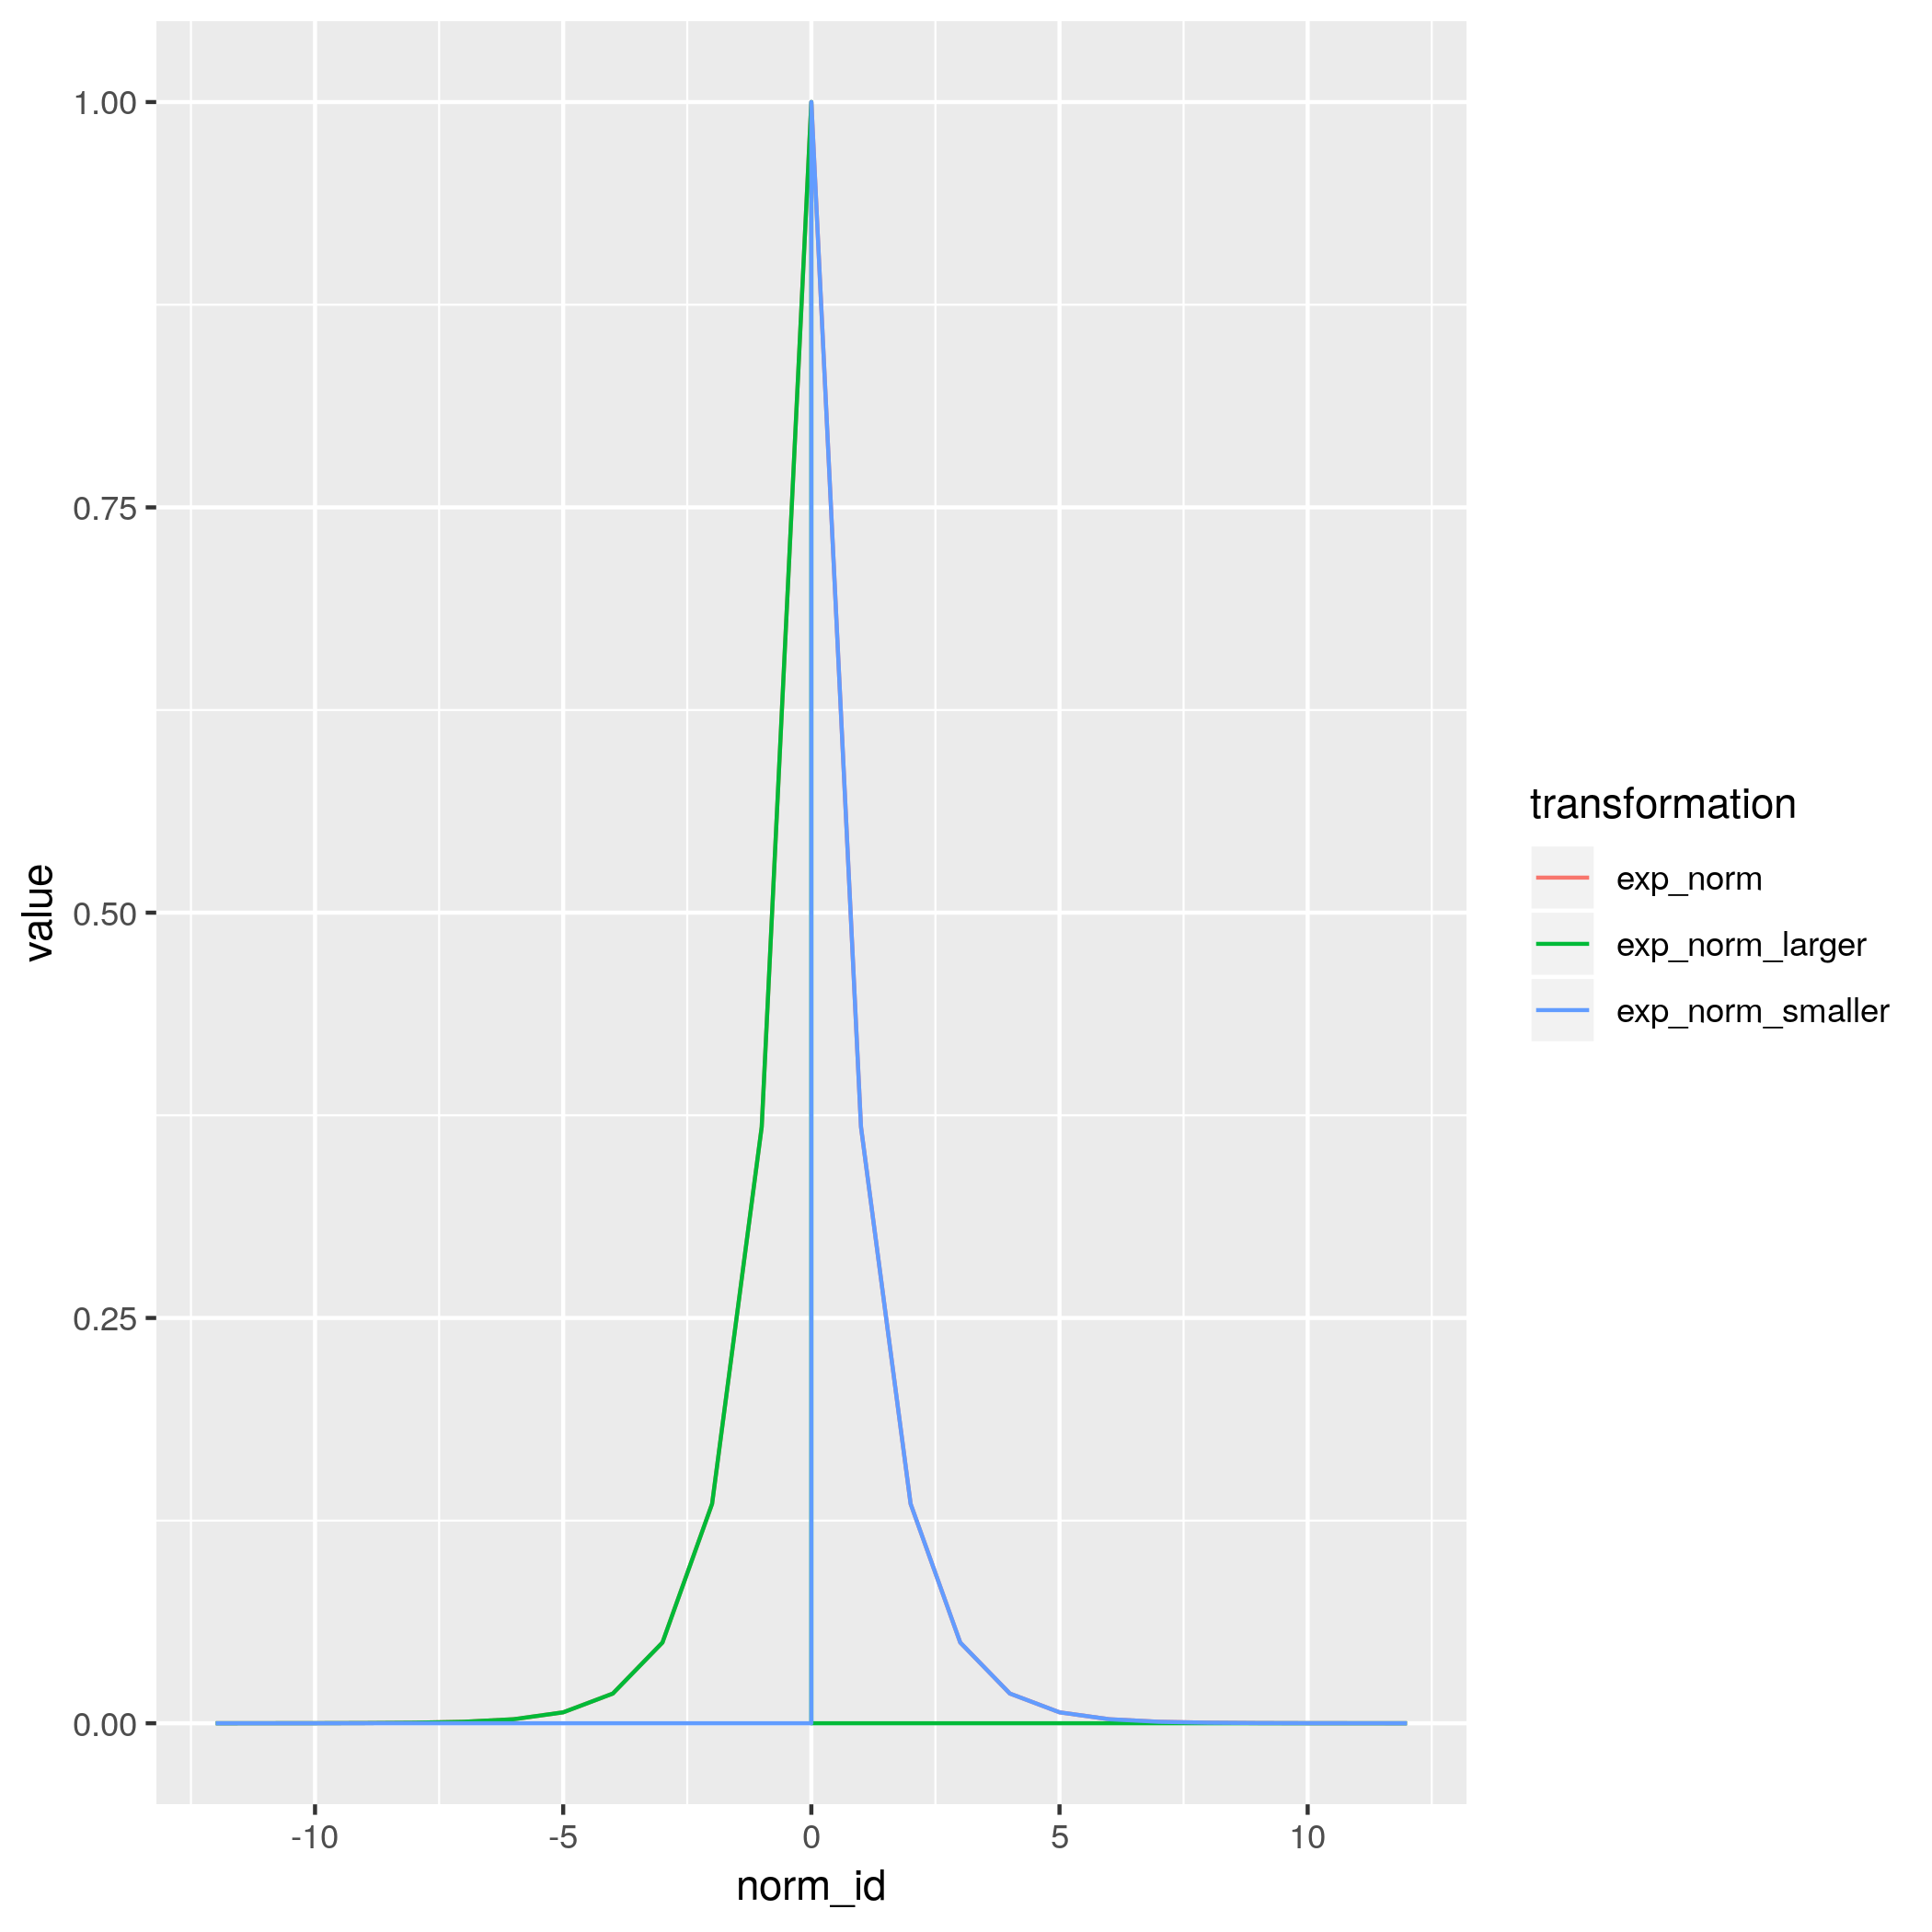 1.00
0.75
0.50
0.25
0.00
value
-10 -5 0 5 10
norm_id
transformation
exp_norm
exp_norm_larger
exp_norm_smaller